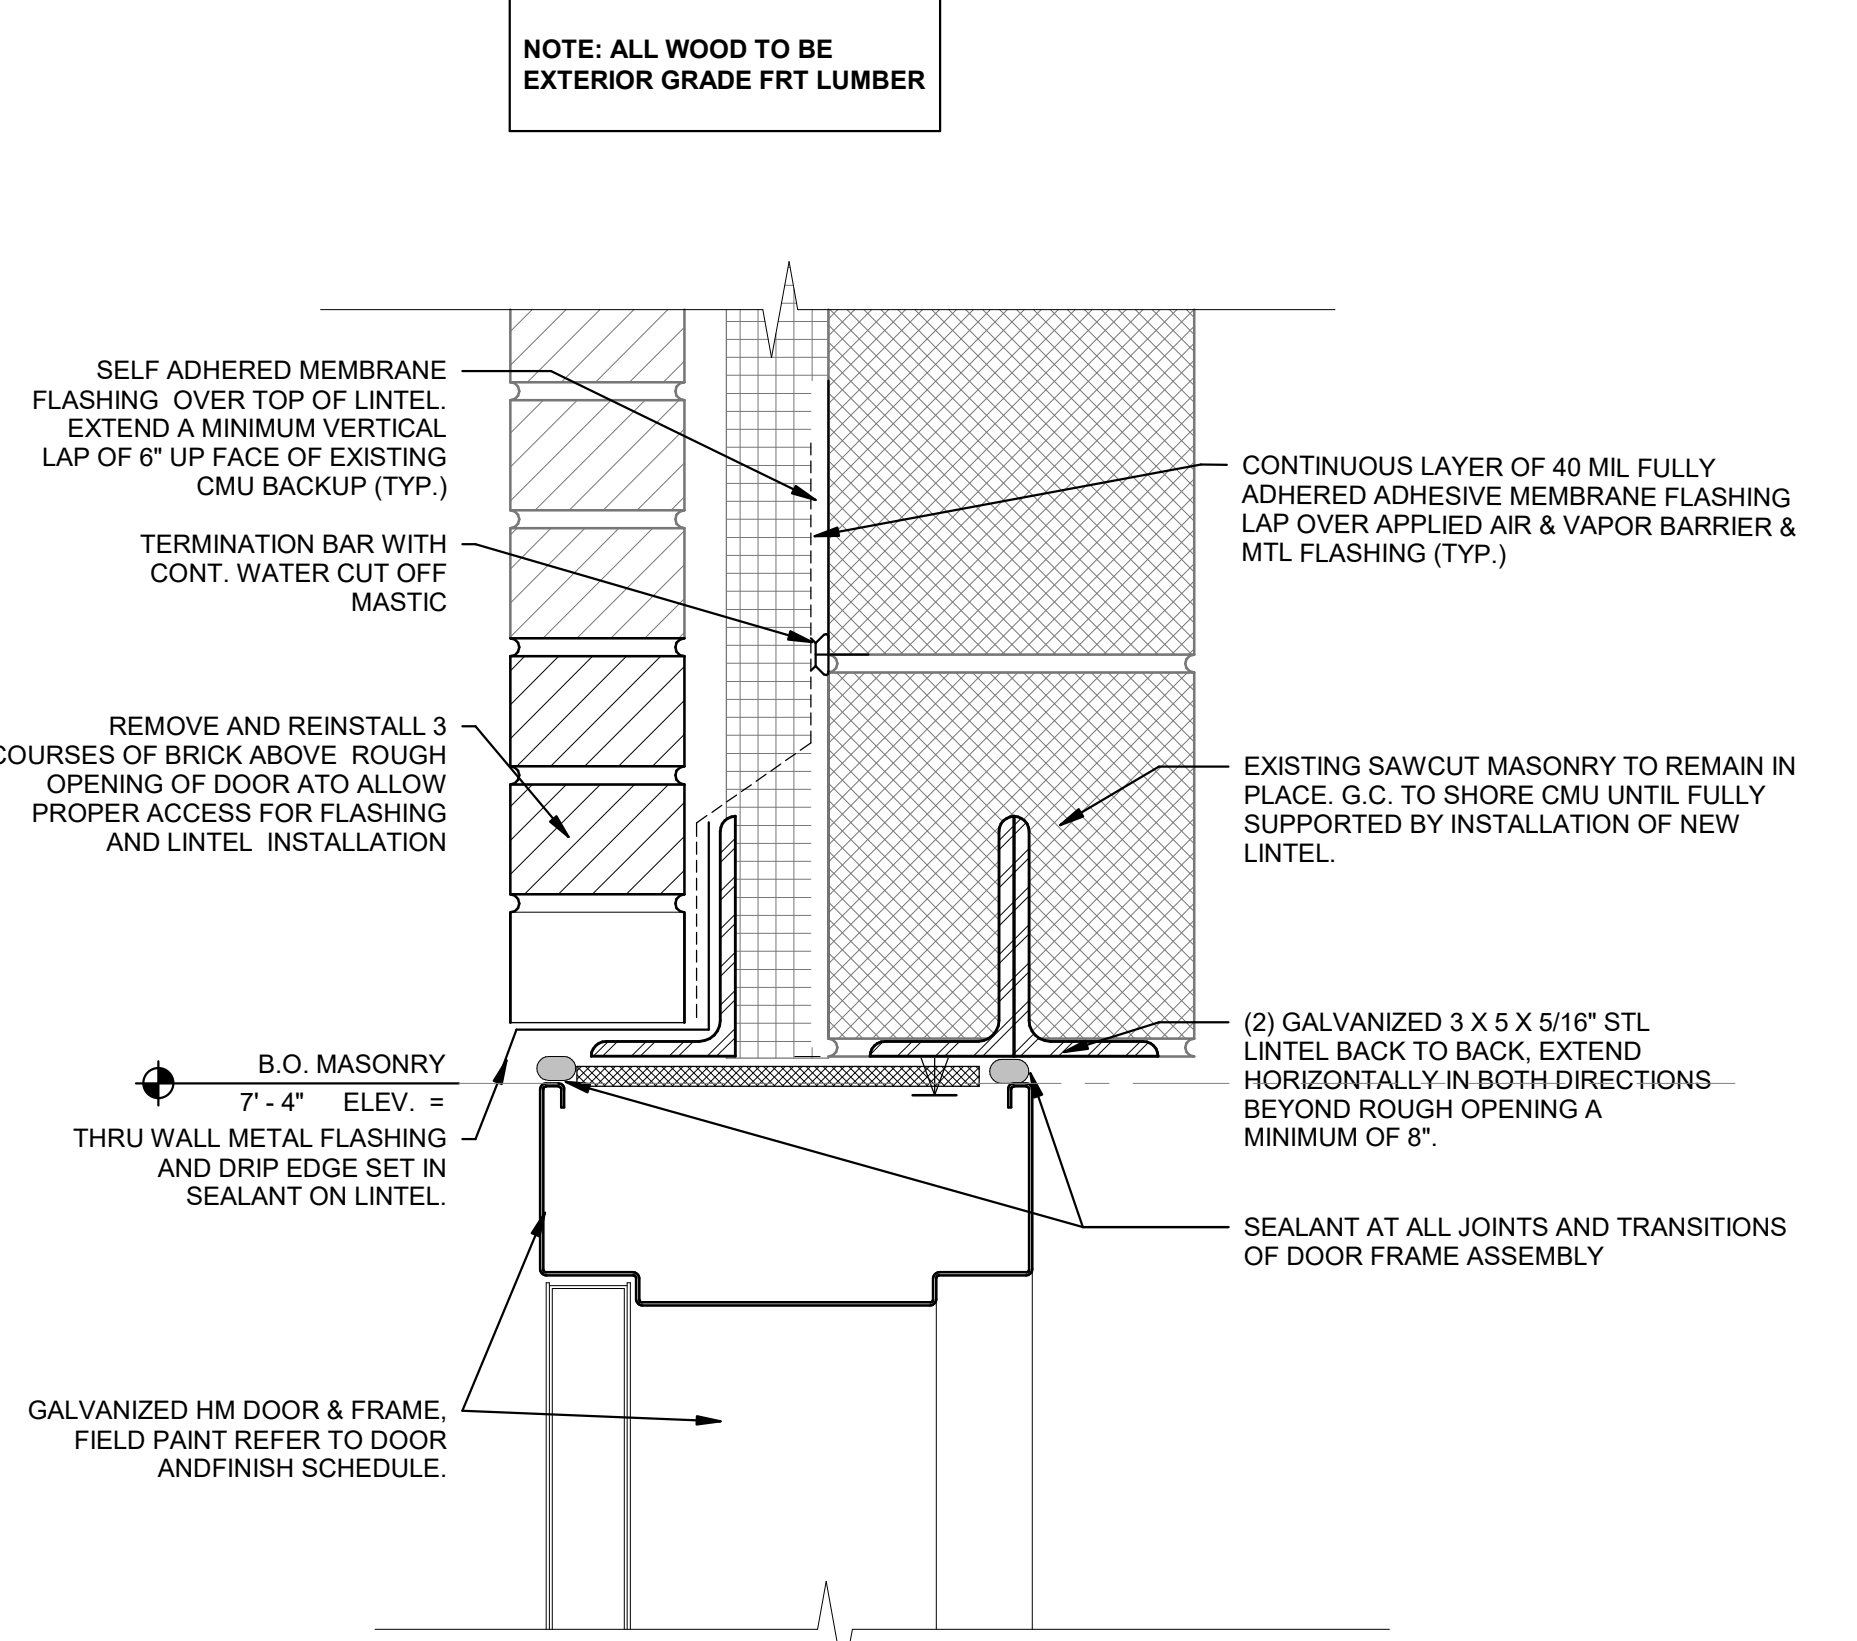 NOTE: ALL WOOD TO BE
EXTERIOR GRADE FRT LUMBER
SELF ADHERED MEMBRANE
FLASHING OVER TOP OF LINTEL.
EXTEND A MINIMUM VERTICAL
LAP OF 6" UP FACE OF EXISTING
CMU BACKUP (TYP.)
TERMINATION BAR WITH
CONT. WATER CUT OFF
MASTIC
REMOVE AND REINSTALL 3
COURSES OF BRICK ABOVE ROUGH
OPENING OF DOOR ATO ALLOW
PROPER ACCESS FOR FLASHING
AND LINTEL INSTALLATION
B.O. MASONRY
7' - 4" ELEV. =
THRU WALL METAL FLASHING
AND DRIP EDGE SET IN
SEALANT ON LINTEL.
GALVANIZED HM DOOR & FRAME,
FIELD PAINT REFER TO DOOR
ANDFINISH SCHEDULE.
CONTINUOUS LAYER OF 40 MIL FULLY
ADHERED ADHESIVE MEMBRANE FLASHING
LAP OVER APPLIED AIR & VAPOR BARRIER &
MTL FLASHING (TYP.)
EXISTING SAWCUT MASONRY TO REMAIN IN
PLACE. G.C. TO SHORE CMU UNTIL FULLY
SUPPORTED BY INSTALLATION OF NEW
LINTEL.
(2) GALVANIZED 3 X 5 X 5/16" STL
LINTEL BACK TO BACK, EXTEND
HORIZONTALLY IN BOTH DIRECTIONS
BEYOND ROUGH OPENING A
MINIMUM OF 8".
SEALANT AT ALL JOINTS AND TRANSITIONS
OF DOOR FRAME ASSEMBLY